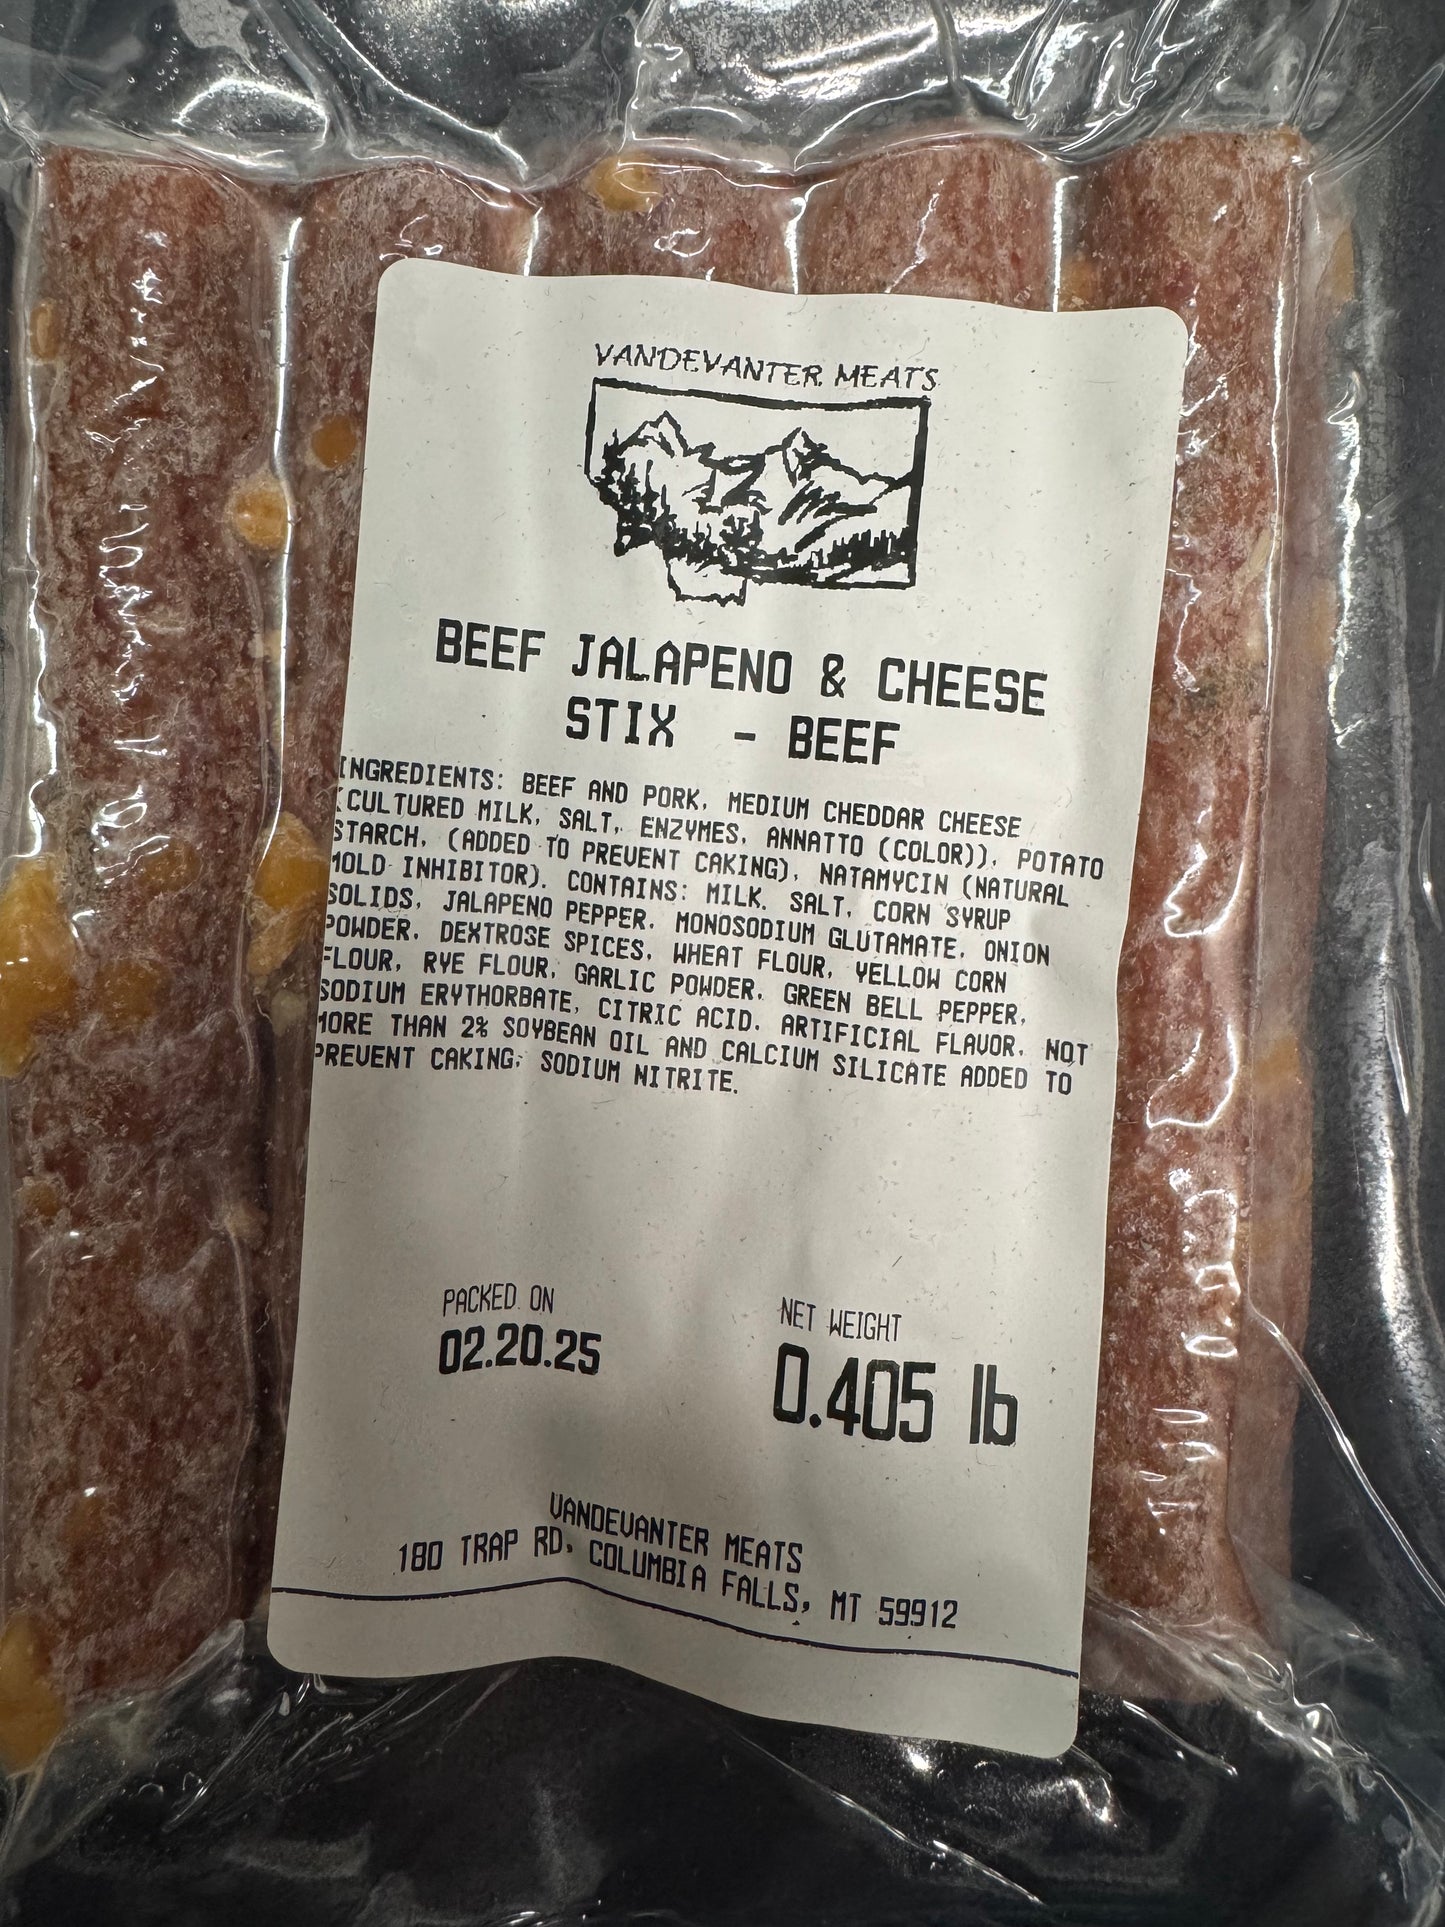 VANDEVANTER MEATS
BEEF JALAPENO & CHEESE
STIX - BEEF
INGREDIENTS: BEEF AND PORK, MEDIUM CHEDDAR CHEESE
(CULTURED MILK, SALT, ENZYMES, ANNATTO (COLOR)), POTATO
STARCH, (ADDED TO PREVENT CAKING), NATAMYCIN (NATURAL
MOLD INHIBITOR). CONTAINS: MILK. SALT, CORN SYRUP
SOLIDS, JALAPENO PEPPER, MONOSODIUM GLUTAMATE, ONION
POWDER, DEXTROSE SPICES, WHEAT FLOUR, YELLOW CORN
FLOUR, RYE FLOUR, GARLIC POWDER, GREEN BELL PEPPER,
SODIUM ERYTHORBATE, CITRIC ACID, ARTIFICIAL FLAVOR, NOT
MORE THAN 2% SOYBEAN OIL AND CALCIUM SILICATE ADDED TO
PREVENT CAKING; SODIUM NITRITE.
PACKED ON
02.20.25
NET WEIGHT
0.405 lb
VANDEVANTER MEATS
180 TRAP RD, COLUMBIA FALLS, MT 59912